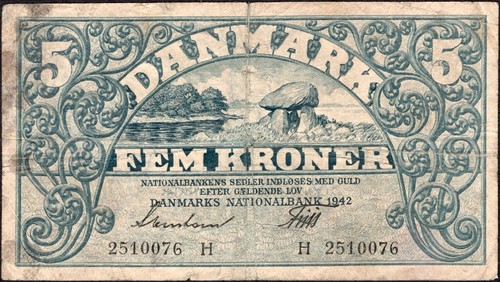 5 DANMARK 5
FEM KRONER
NATIONALBANKENS SEDLER INDLØSES MED GULD
EFTER GÆLDENDE LOV
DANMARKS NATIONALBANK 1942
2510076 H H 2510076